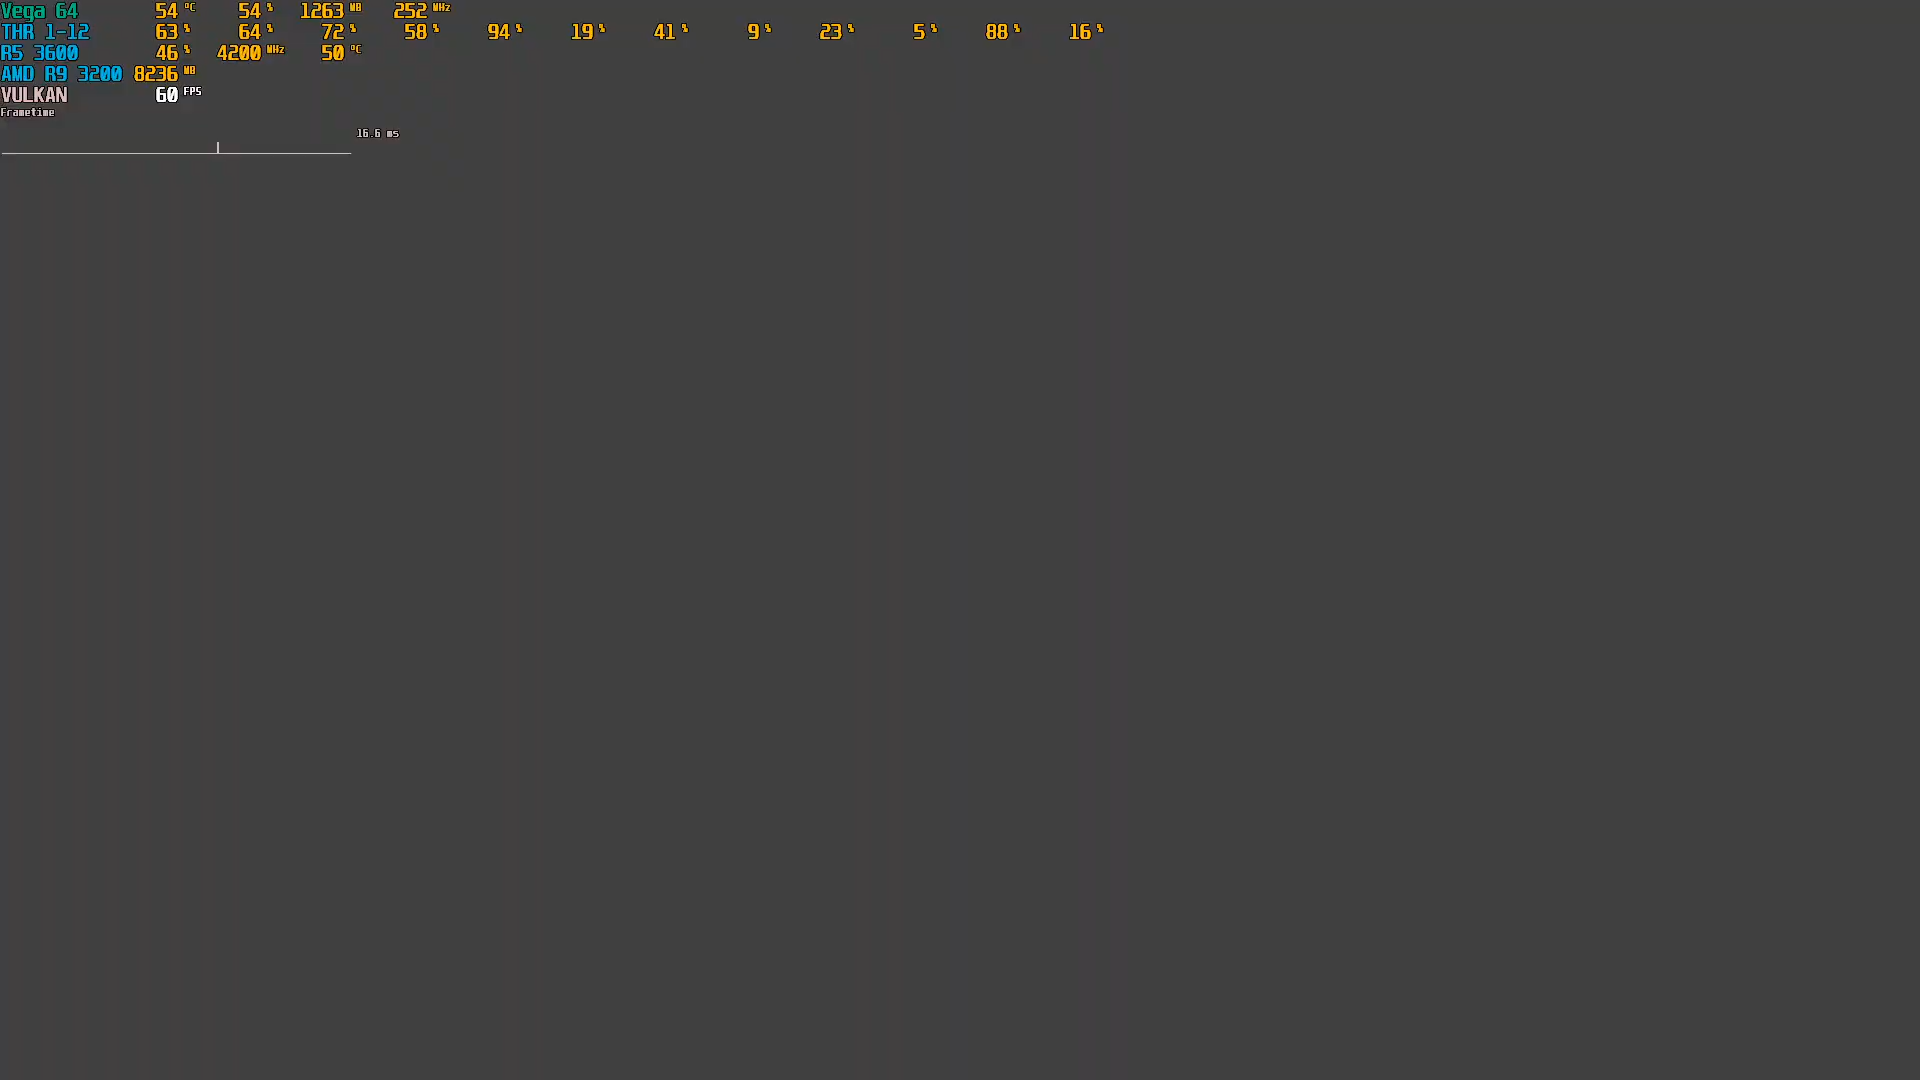 Vega 64 54 °C 54 % 1263 MB 252 MHz
THR 1-12 63 % 64 % 72 % 58 % 94 % 19 % 41 % 9 % 23 % 5 % 88 % 16 %
R5 3600 46 % 4200 MHz 50 °C
AMD R9 3200 8236 MB
VULKAN 60 FPS
Frametime
16.6 ms